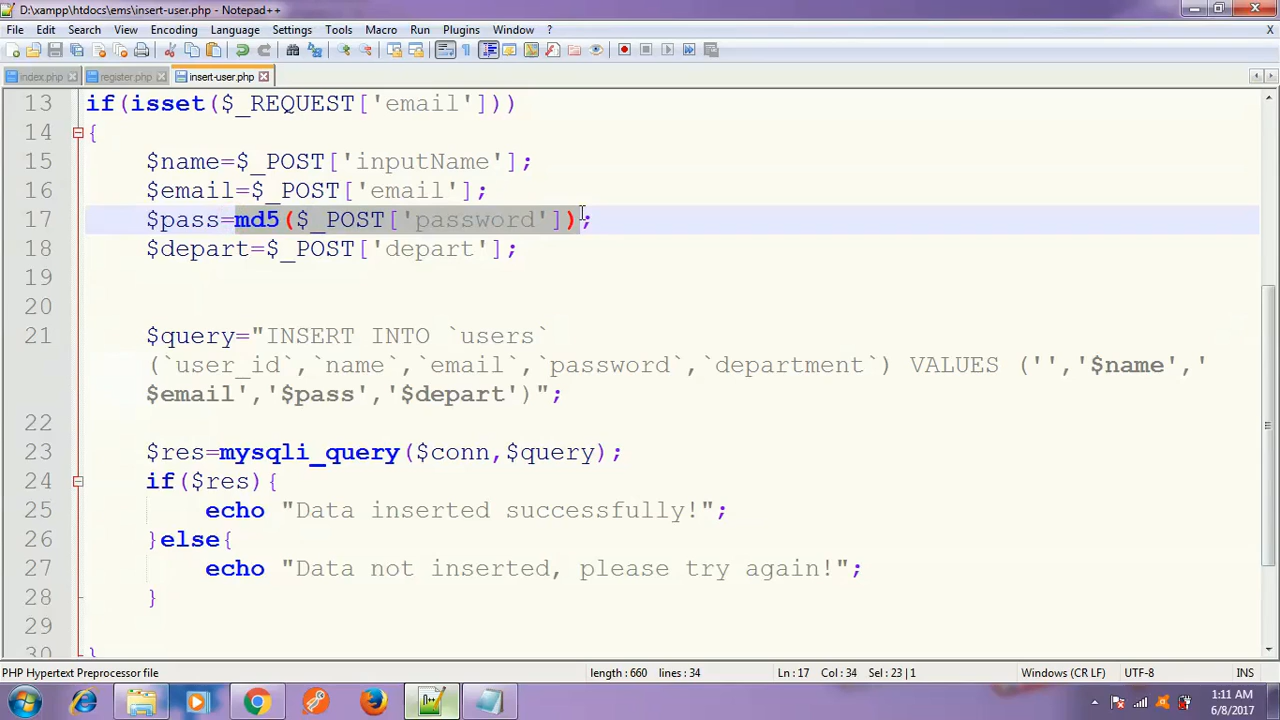 D:\xampp\htdocs\ems\insert-user.php - Notepad++
File Edit Search View Encoding Language Settings Tools Macro Run Plugins Window ? X
index.php register.php insert-user.php
13 if(isset($_REQUEST['email']))
14 {
15 $name=$_POST['inputName'];
16 $email=$_POST['email'];
17 $pass=md5($_POST['password']);
18 $depart=$_POST['depart'];
19
20
21 $query="INSERT INTO `users`
(`user_id`,`name`,`email`,`password`,`department`) VALUES ('','$name','
$email','$pass','$depart')";
22
23 $res=mysqli_query($conn,$query);
24 if($res){
25 echo "Data inserted successfully!";
26 }else{
27 echo "Data not inserted, please try again!";
28 }
29
30 }
PHP Hypertext Preprocessor file length : 660 lines : 34 Ln : 17 Col : 34 Sel : 23 | 1 Windows (CR LF) UTF-8 INS
1:11 AM
6/8/2017